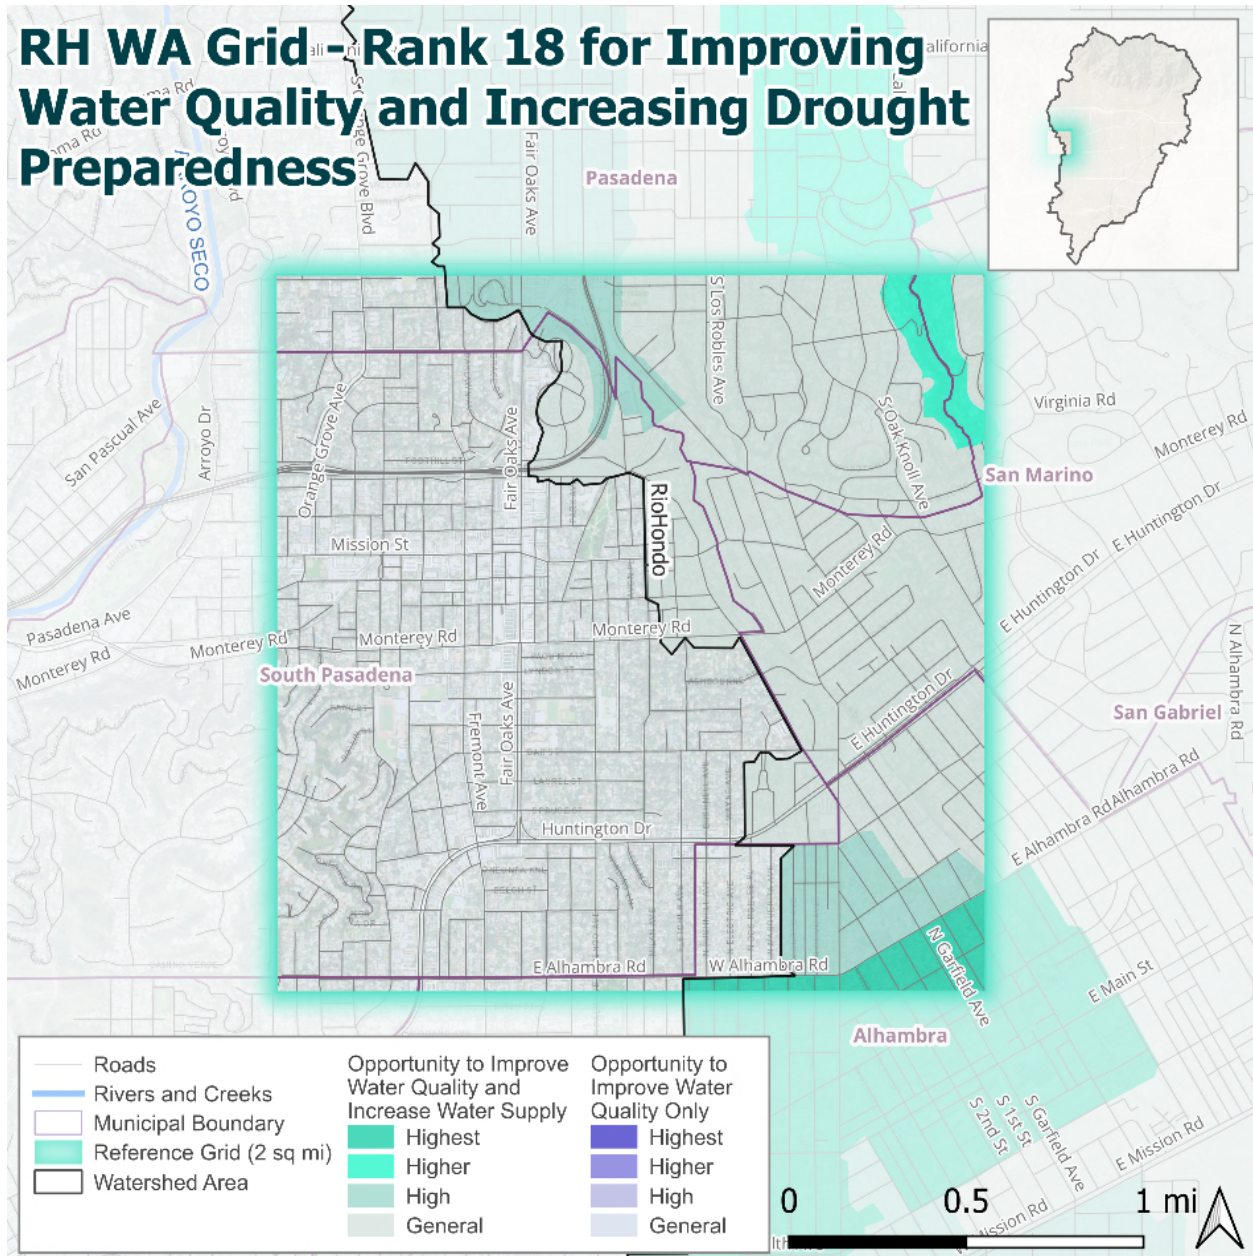 RH WA Grid - Rank 18 for Improving
Water Quality and Increasing Drought
Preparedness
Pasadena
Fair Oaks Ave
ARROYO SECO
S Los Robles Ave
S Oak Knoll Ave
Virginia Rd
Monterey Rd
San Marino
San Pascual Ave
Arroyo Dr
Orange Grove Ave
Fair Oaks Ave
FOOTHILL ST
RioHondo
E Huntington Dr
E Huntington Dr
Mission St
Monterey Rd
Pasadena Ave
Monterey Rd
Monterey Rd
Monterey Rd
Monterey Rd
South Pasadena
Fremont Ave
Fair Oaks Ave
E Huntington Dr
San Gabriel
N Alhambra Rd
LAUREL ST
Huntington Dr
E Alhambra Rd
Alhambra Rd
E Alhambra Rd
W Alhambra Rd
N Garfield Ave
E Main St
Alhambra
S 2nd St
S 1st St
S Garfield Ave
E Mission Rd
Mission Rd
Roads
Rivers and Creeks
Municipal Boundary
Reference Grid (2 sq mi)
Watershed Area
Opportunity to Improve
Water Quality and
Increase Water Supply
Highest
Higher
High
General
Opportunity to
Improve Water
Quality Only
Highest
Higher
High
General
0 0.5 1 mi